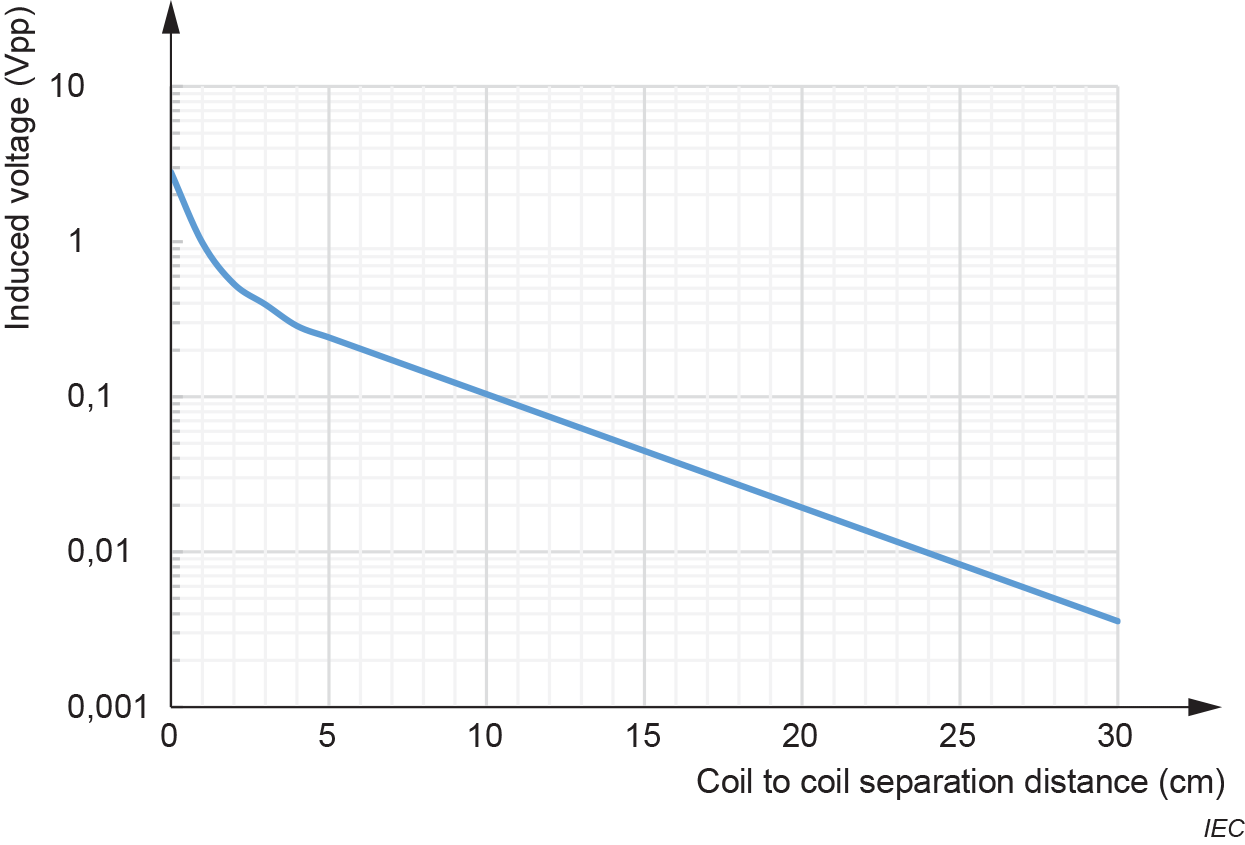 Induced voltage (Vpp)
10
1
0,1
0,01
0,001
0 5 10 15 20 25 30
Coil to coil separation distance (cm)
IEC